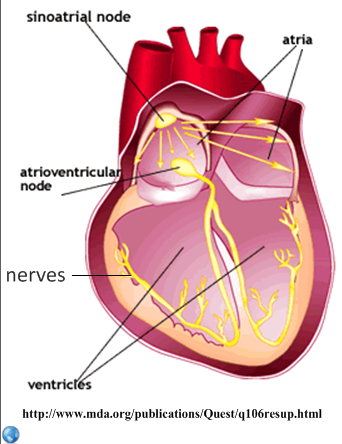 sinoatrial node
atria
atrioventricular
node
nerves
ventricles
http://www.mda.org/publications/Quest/q106resup.html